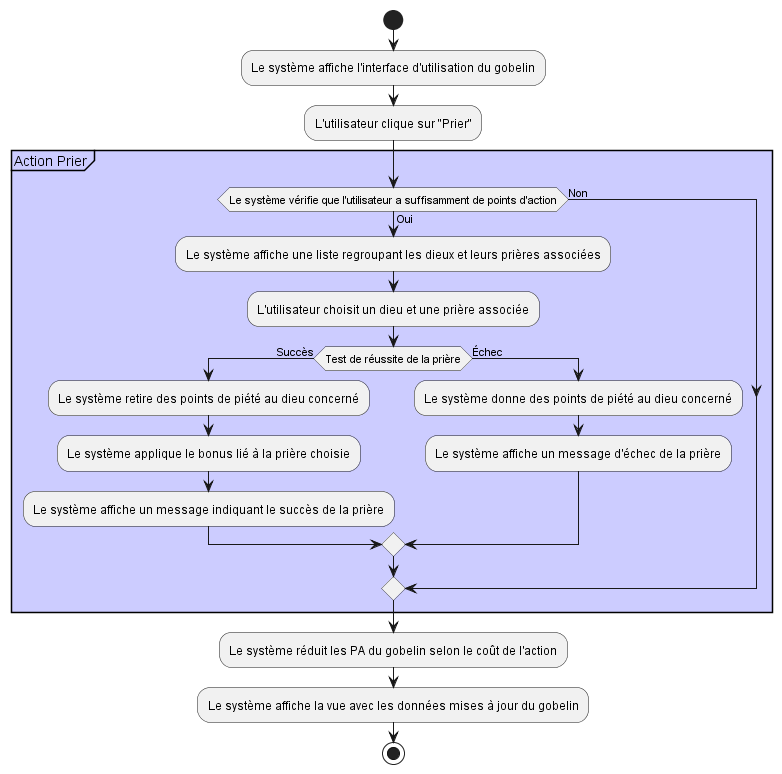 Le système affiche l'interface d'utilisation du gobelin
L'utilisateur clique sur "Prier"
Action Prier
Le système vérifie que l'utilisateur a suffisamment de points d'action
Non
Oui
Le système affiche une liste regroupant les dieux et leurs prières associées
L'utilisateur choisit un dieu et une prière associée
Succès
Test de réussite de la prière
Échec
Le système retire des points de piété au dieu concerné
Le système donne des points de piété au dieu concerné
Le système applique le bonus lié à la prière choisie
Le système affiche un message d'échec de la prière
Le système affiche un message indiquant le succès de la prière
Le système réduit les PA du gobelin selon le coût de l'action
Le système affiche la vue avec les données mises à jour du gobelin